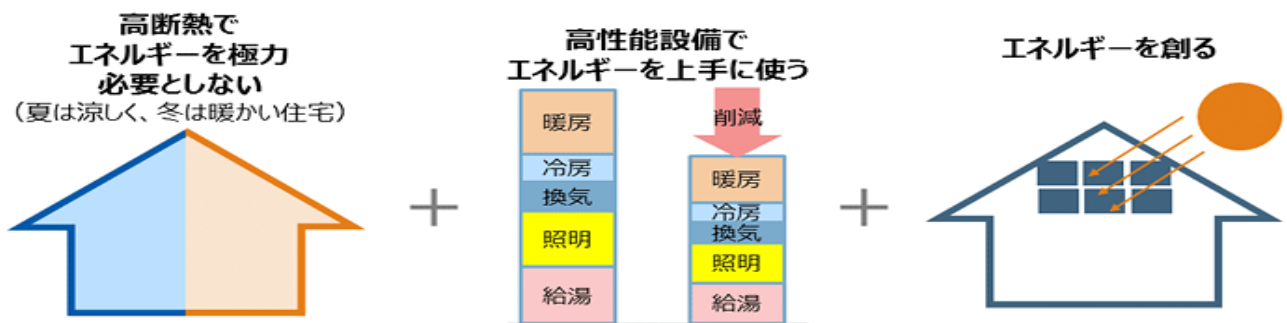 高断熱で
エネルギーを極力
必要としない
（夏は涼しく、冬は暖かい住宅）
高性能設備で
エネルギーを上手に使う
暖房
冷房
換気
照明
給湯
削減
暖房
冷房
換気
照明
給湯
エネルギーを創る